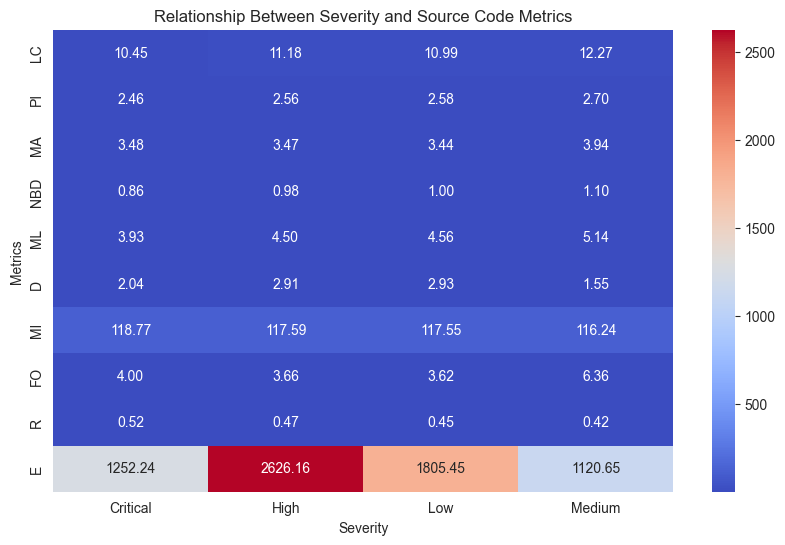 Relationship Between Severity and Source Code Metrics
LC 10.45 11.18 10.99 12.27
PI 2.46 2.56 2.58 2.70
MA 3.48 3.47 3.44 3.94
NBD 0.86 0.98 1.00 1.10
ML 3.93 4.50 4.56 5.14
D 2.04 2.91 2.93 1.55
MI 118.77 117.59 117.55 116.24
FO 4.00 3.66 3.62 6.36
R 0.52 0.47 0.45 0.42
E 1252.24 2626.16 1805.45 1120.65
Critical High Low Medium
Severity
Metrics
2500
2000
1500
1000
500